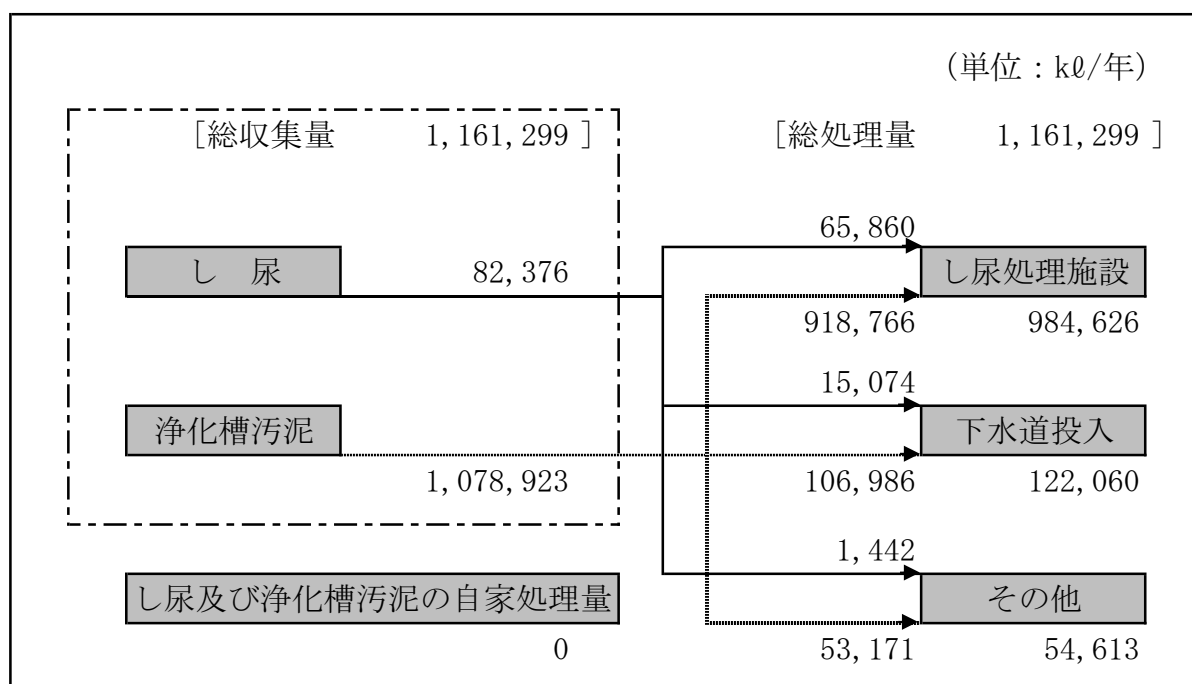 (単位：kℓ/年)
[総収集量 1,161,299 ] [総処理量 1,161,299 ]
65,860
し 尿 82,376 し尿処理施設
918,766 984,626
15,074
浄化槽汚泥 下水道投入
1,078,923 106,986 122,060
1,442
し尿及び浄化槽汚泥の自家処理量 その他
0 53,171 54,613